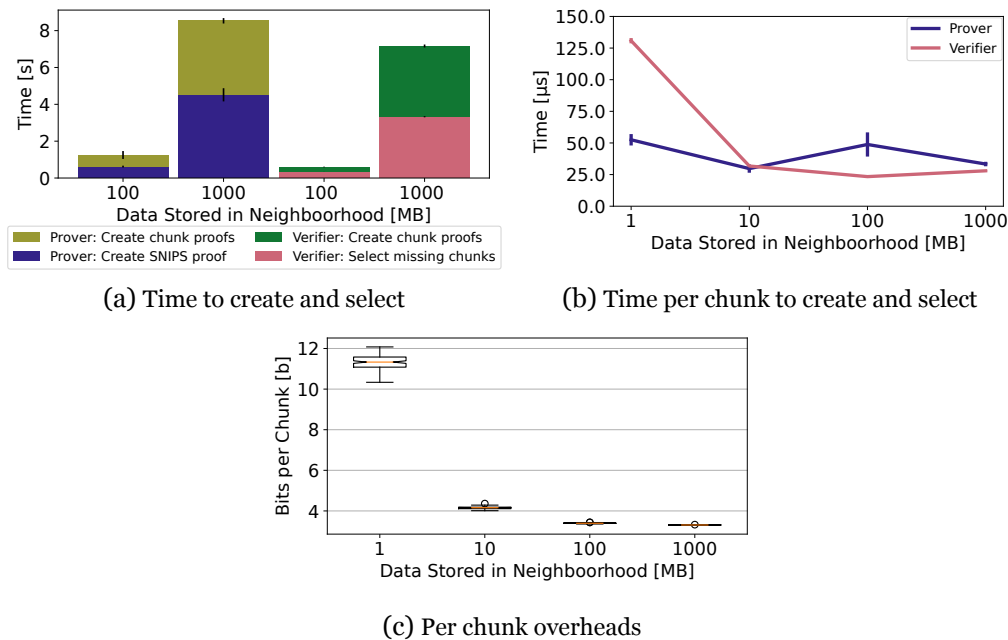 8
6
4
2
0
Time [s]
100
1000
100
1000
Data Stored in Neighboorhood [MB]
Prover: Create chunk proofs
Prover: Create SNIPS proof
Verifier: Create chunk proofs
Verifier: Select missing chunks
(a) Time to create and select
150.0
125.0
100.0
75.0
50.0
25.0
0.0
Time [µs]
Prover
Verifier
1
10
100
1000
Data Stored in Neighboorhood [MB]
(b) Time per chunk to create and select
12
10
8
6
4
Bits per Chunk [b]
1
10
100
1000
Data Stored in Neighboorhood [MB]
(c) Per chunk overheads